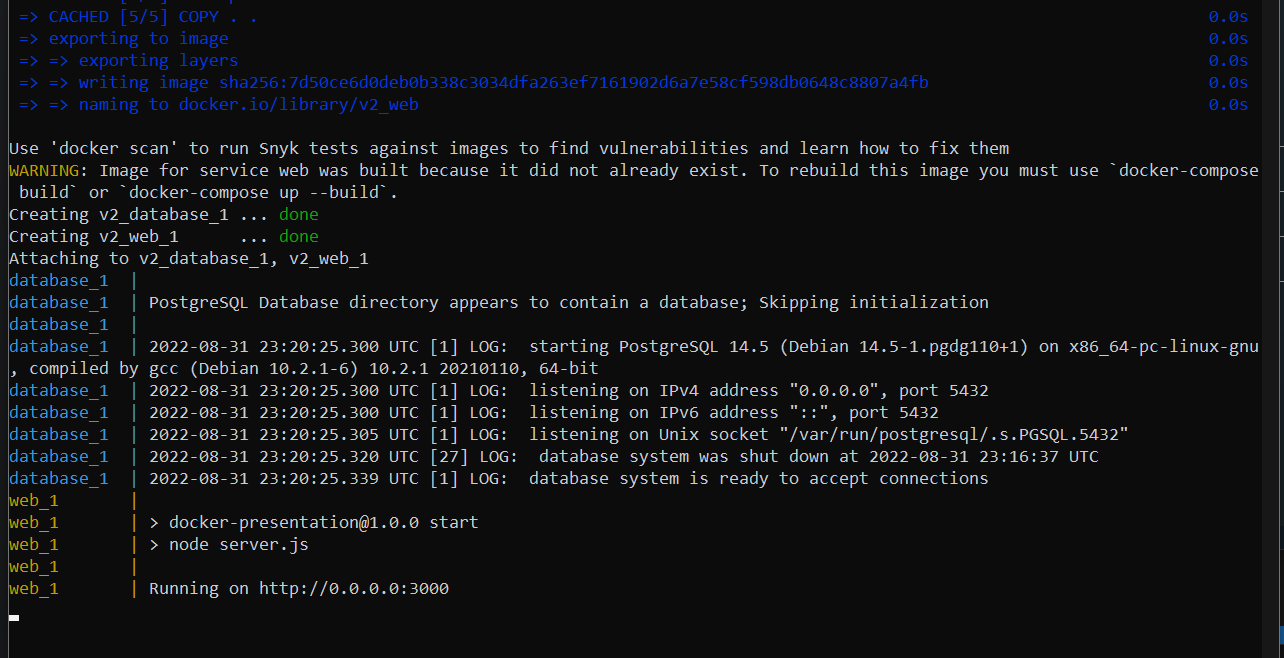 => CACHED [5/5] COPY . . 0.0s
=> exporting to image 0.0s
=> => exporting layers 0.0s
=> => writing image sha256:7d50ce6d0deb0b338c3034dfa263ef7161902d6a7e58cf598db0648c8807a4fb 0.0s
=> => naming to docker.io/library/v2_web 0.0s
Use 'docker scan' to run Snyk tests against images to find vulnerabilities and learn how to fix them
WARNING: Image for service web was built because it did not already exist. To rebuild this image you must use `docker-compose
build` or `docker-compose up --build`.
Creating v2_database_1 ... done
Creating v2_web_1      ... done
Attaching to v2_database_1, v2_web_1
database_1  |
database_1  | PostgreSQL Database directory appears to contain a database; Skipping initialization
database_1  |
database_1  | 2022-08-31 23:20:25.300 UTC [1] LOG:  starting PostgreSQL 14.5 (Debian 14.5-1.pgdg110+1) on x86_64-pc-linux-gnu
, compiled by gcc (Debian 10.2.1-6) 10.2.1 20210110, 64-bit
database_1  | 2022-08-31 23:20:25.300 UTC [1] LOG:  listening on IPv4 address "0.0.0.0", port 5432
database_1  | 2022-08-31 23:20:25.300 UTC [1] LOG:  listening on IPv6 address "::", port 5432
database_1  | 2022-08-31 23:20:25.305 UTC [1] LOG:  listening on Unix socket "/var/run/postgresql/.s.PGSQL.5432"
database_1  | 2022-08-31 23:20:25.320 UTC [27] LOG:  database system was shut down at 2022-08-31 23:16:37 UTC
database_1  | 2022-08-31 23:20:25.339 UTC [1] LOG:  database system is ready to accept connections
web_1       |
web_1       | > docker-presentation@1.0.0 start
web_1       | > node server.js
web_1       |
web_1       | Running on http://0.0.0.0:3000